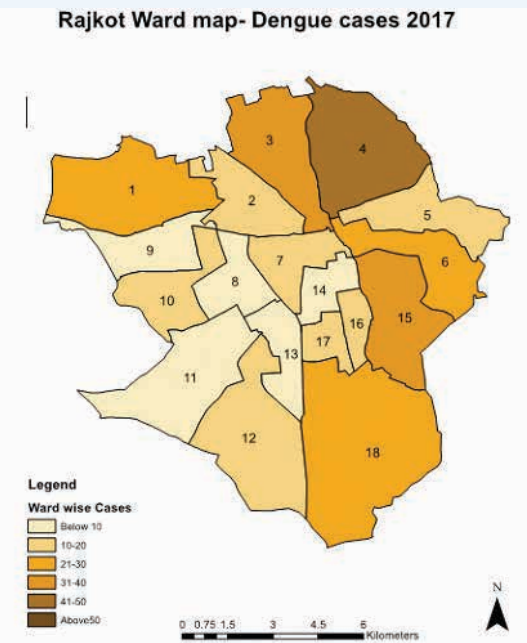 Rajkot Ward map- Dengue cases 2017
3
4
1
2
5
9
7
6
8
10
14
15
16
17
13
11
12
18
Legend
Ward wise Cases
Below 10
10-20
21-30
31-40
41-50
Above50
N
0 0.75 1.5 3 4.5 6
Kilometers